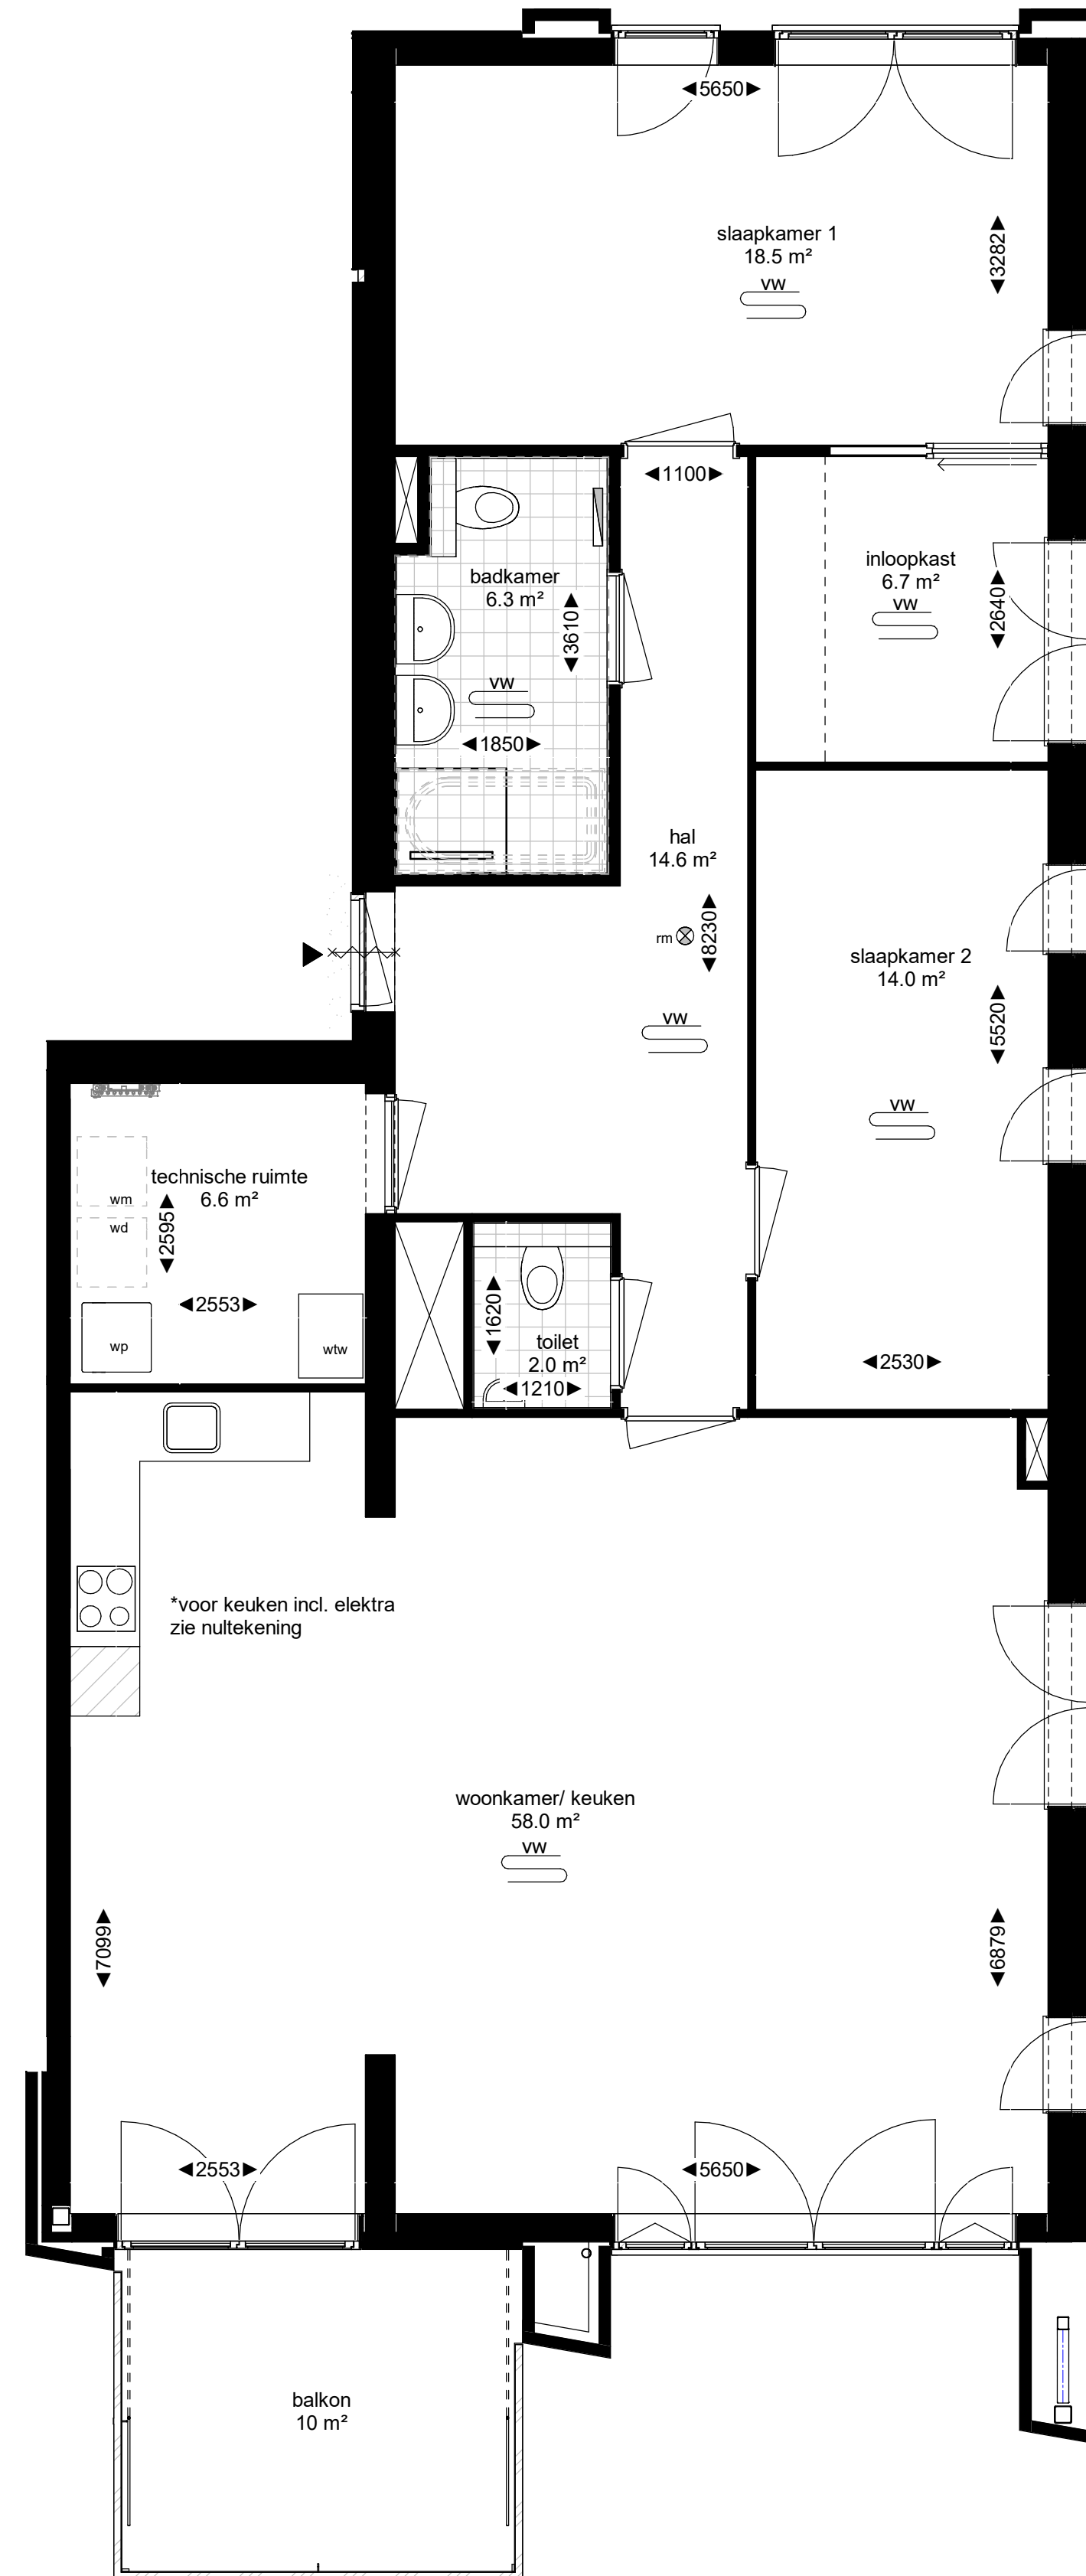 5650
slaapkamer 1
18.5 m²
vw
3282
1100
badkamer
6.3 m²
3610
vw
1850
inloopkast
6.7 m²
vw
2640
hal
14.6 m²
rm
8230
vw
slaapkamer 2
14.0 m²
5520
vw
2530
technische ruimte
6.6 m²
wm
wd
2595
2553
wp
wtw
1620
toilet
2.0 m²
1210
*voor keuken incl. elektra
zie nultekening
woonkamer/ keuken
58.0 m²
vw
7099
6879
2553
5650
balkon
10 m²